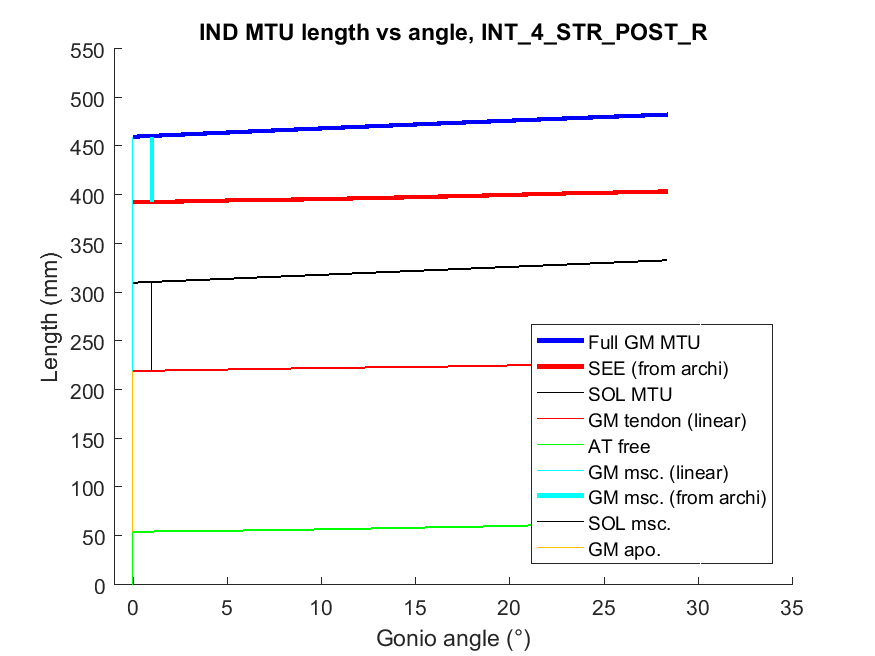 IND MTU length vs angle, INT_4_STR_POST_R
550
500
450
400
350
300
250
200
150
100
50
0
Length (mm)
Full GM MTU
SEE (from archi)
SOL MTU
GM tendon (linear)
AT free
GM msc. (linear)
GM msc. (from archi)
SOL msc.
GM apo.
0 5 10 15 20 25 30 35
Gonio angle (°)